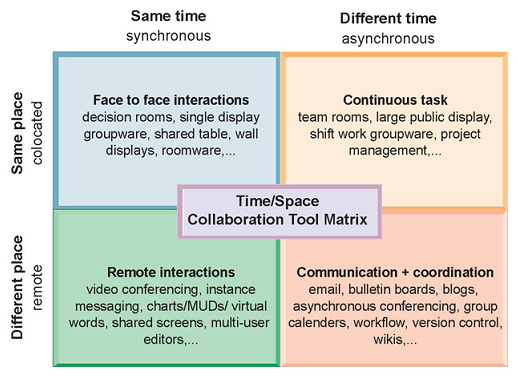 Same time
synchronous
Different time
asynchronous
Same place
colocated
Face to face interactions
decision rooms, single display
groupware, shared table, wall
displays, roomware,...
Continuous task
team rooms, large public display,
shift work groupware, project
management,...
Time/Space
Collaboration Tool Matrix
Different place
remote
Remote interactions
video conferencing, instance
messaging, charts/MUDs/ virtual
words, shared screens, multi-user
editors,...
Communication + coordination
email, bulletin boards, blogs,
asynchronous conferencing, group
calenders, workflow, version control,
wikis,...